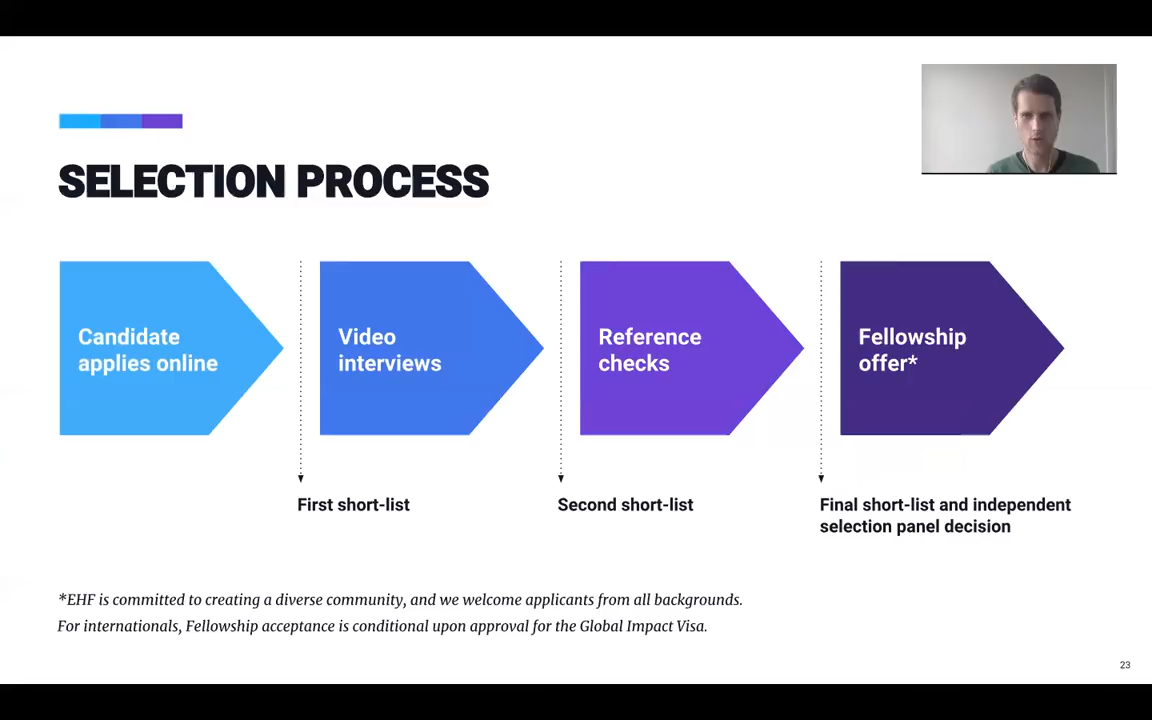 SELECTION PROCESS
Candidate
applies online
Video
interviews
Reference
checks
Fellowship
offer*
First short-list
Second short-list
Final short-list and independent
selection panel decision
*EHF is committed to creating a diverse community, and we welcome applicants from all backgrounds.
For internationals, Fellowship acceptance is conditional upon approval for the Global Impact Visa.
23